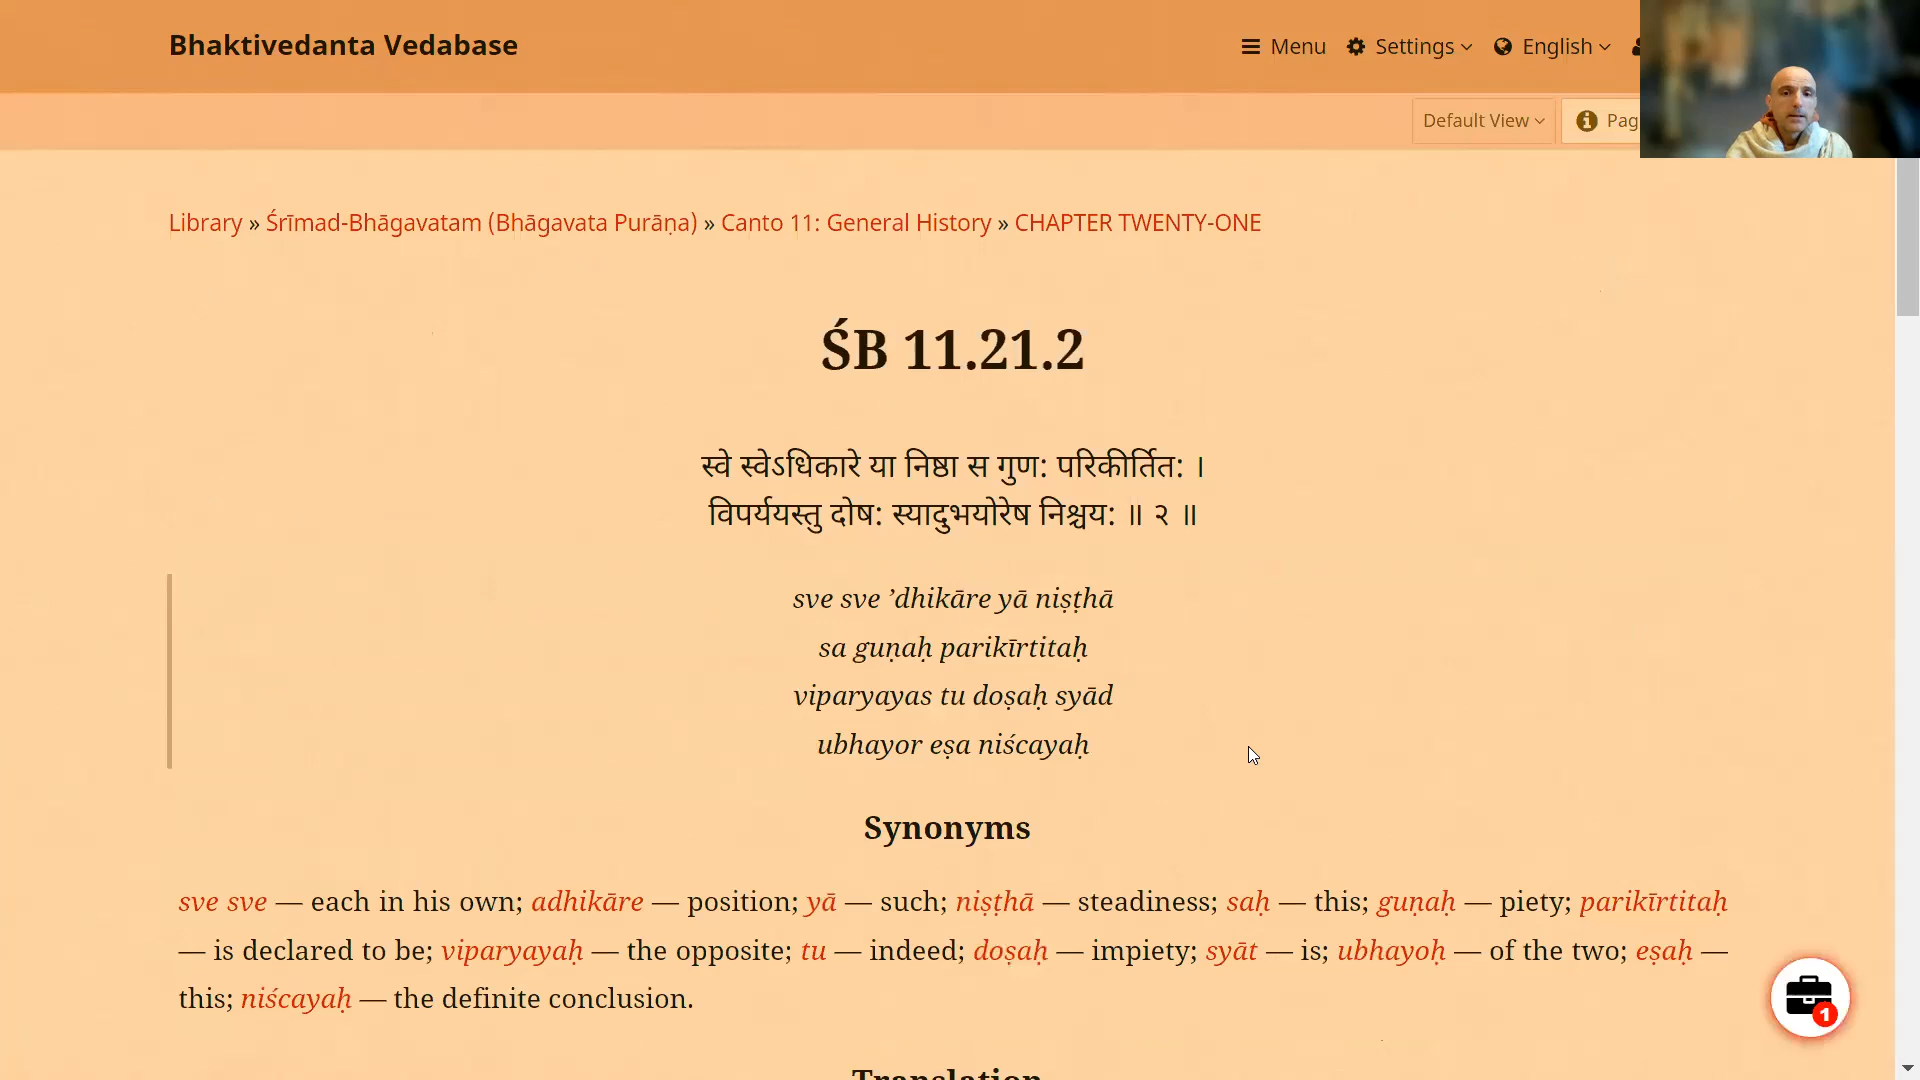 Bhaktivedanta Vedabase
Menu Settings English
Default View Pag
Library » Śrīmad-Bhāgavatam (Bhāgavata Purāṇa) » Canto 11: General History » CHAPTER TWENTY-ONE
ŚB 11.21.2
स्वे स्वेऽधिकारे या निष्ठा स गुण: परिकीर्तित: ।
विपर्ययस्तु दोष: स्यादुभयोरेष निश्चय: ॥ २ ॥
sve sve ’dhikāre yā niṣṭhā
sa guṇaḥ parikīrtitaḥ
viparyayas tu doṣaḥ syād
ubhayor eṣa niścayaḥ
Synonyms
sve sve — each in his own; adhikāre — position; yā — such; niṣṭhā — steadiness; saḥ — this; guṇaḥ — piety; parikīrtitaḥ
— is declared to be; viparyayaḥ — the opposite; tu — indeed; doṣaḥ — impiety; syāt — is; ubhayoḥ — of the two; eṣaḥ —
this; niścayaḥ — the definite conclusion.
1
Translation